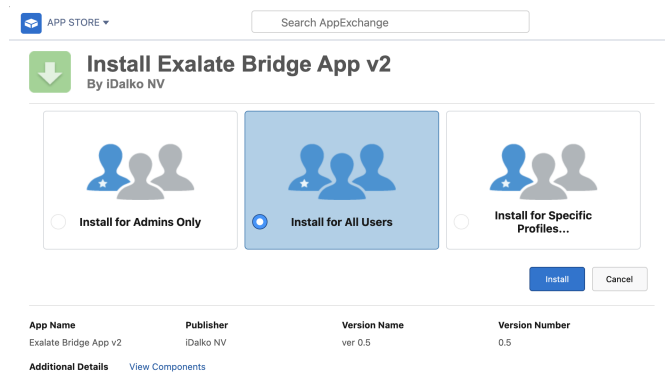 APP STORE
Search AppExchange
Install Exalate Bridge App v2
By iDalko NV
Install for Admins Only
Install for All Users
Install for Specific
Profiles...
Install Cancel
App Name Publisher Version Name Version Number
Exalate Bridge App v2 iDalko NV ver 0.5 0.5
Additional Details View Components